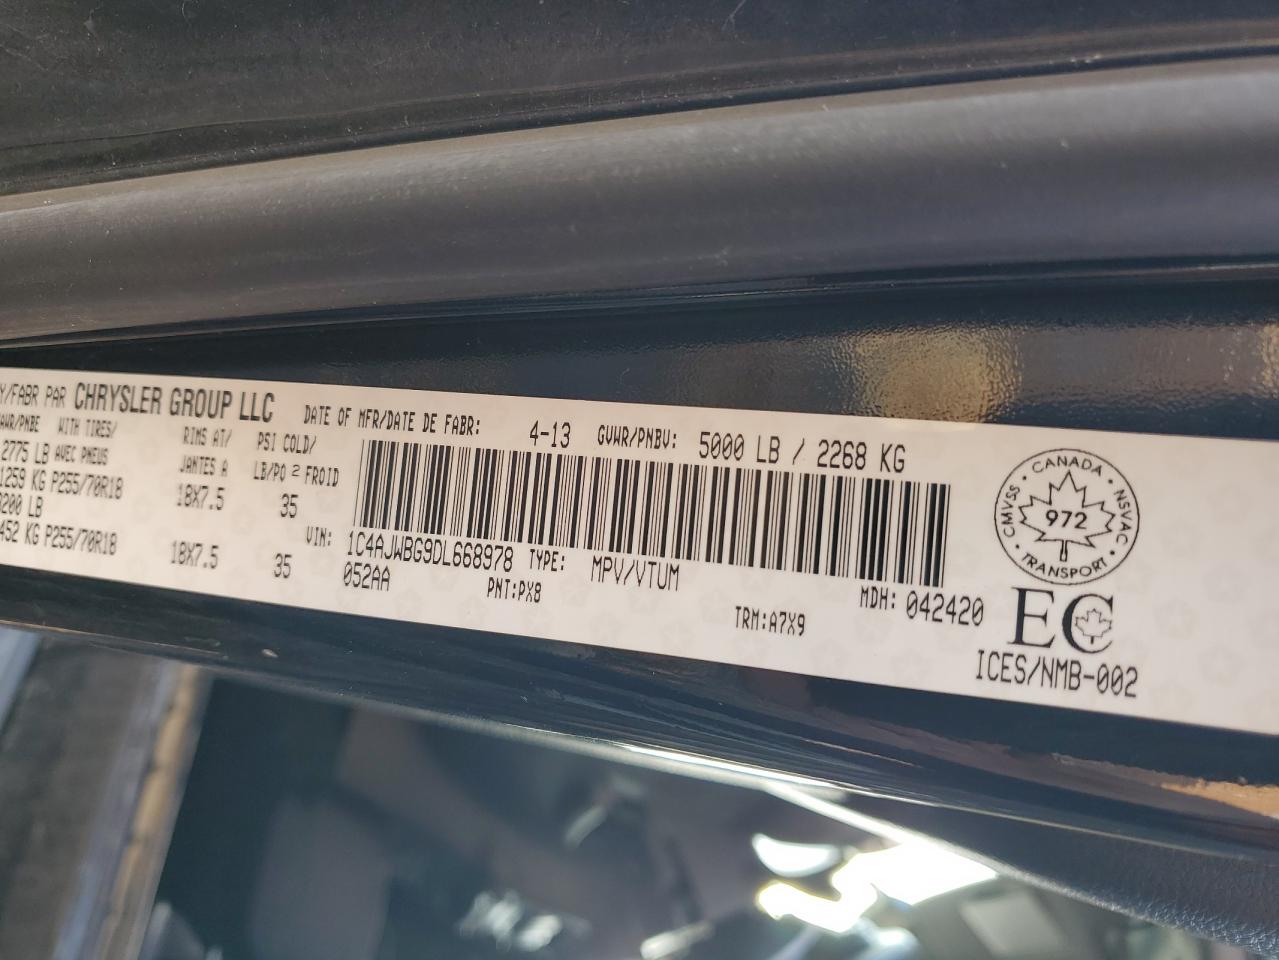 Y/FABR PAR CHRYSLER GROUP LLC DATE OF MFR/DATE DE FABR: 4-13 GVWR/PNBV: 5000 LB / 2268 KG
AWR/PNBE WITH TIRES/ RIMS AT/ PSI COLD/
2775 LB AVEC PNEUS JANTES A LB/PO 2 FROID
1259 KG P255/70R18 18X7.5 35
200 LB
452 KG P255/70R18 18X7.5 35
VIN: 1C4AJWBG9DL668978 TYPE: MPV/VTUM MDH: 042420
052AA PNT:PX8 TRM:A7X9
CMVSS CANADA NSVAC
972
TRANSPORT
EC
ICES/NMB-002